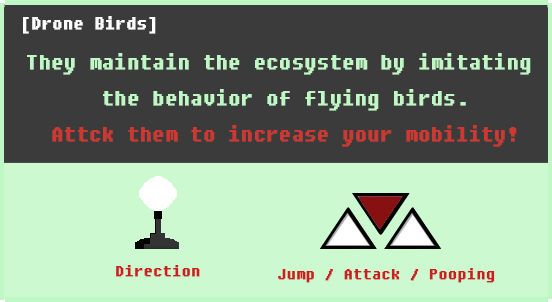 [Drone Birds]
They maintain the ecosystem by imitating
the behavior of flying birds.
Attck them to increase your mobility!
Direction
Jump / Attack / Pooping